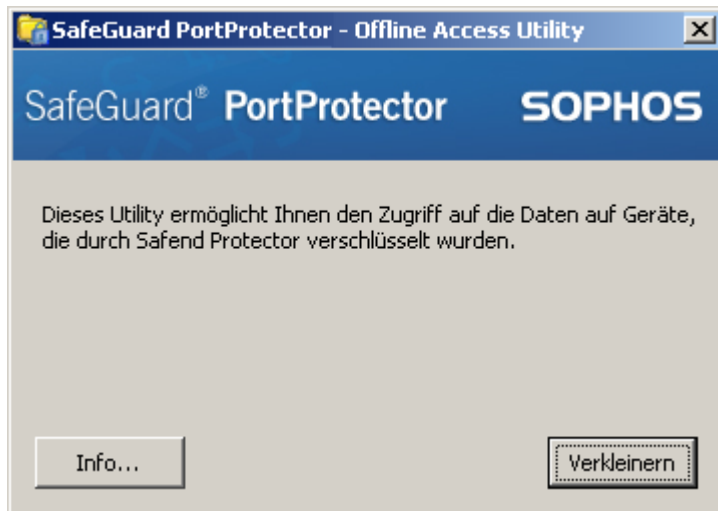 SafeGuard PortProtector - Offline Access Utility
SafeGuard® PortProtector SOPHOS
Dieses Utility ermöglicht Ihnen den Zugriff auf die Daten auf Geräte,
die durch Safend Protector verschlüsselt wurden.
Info... Verkleinern